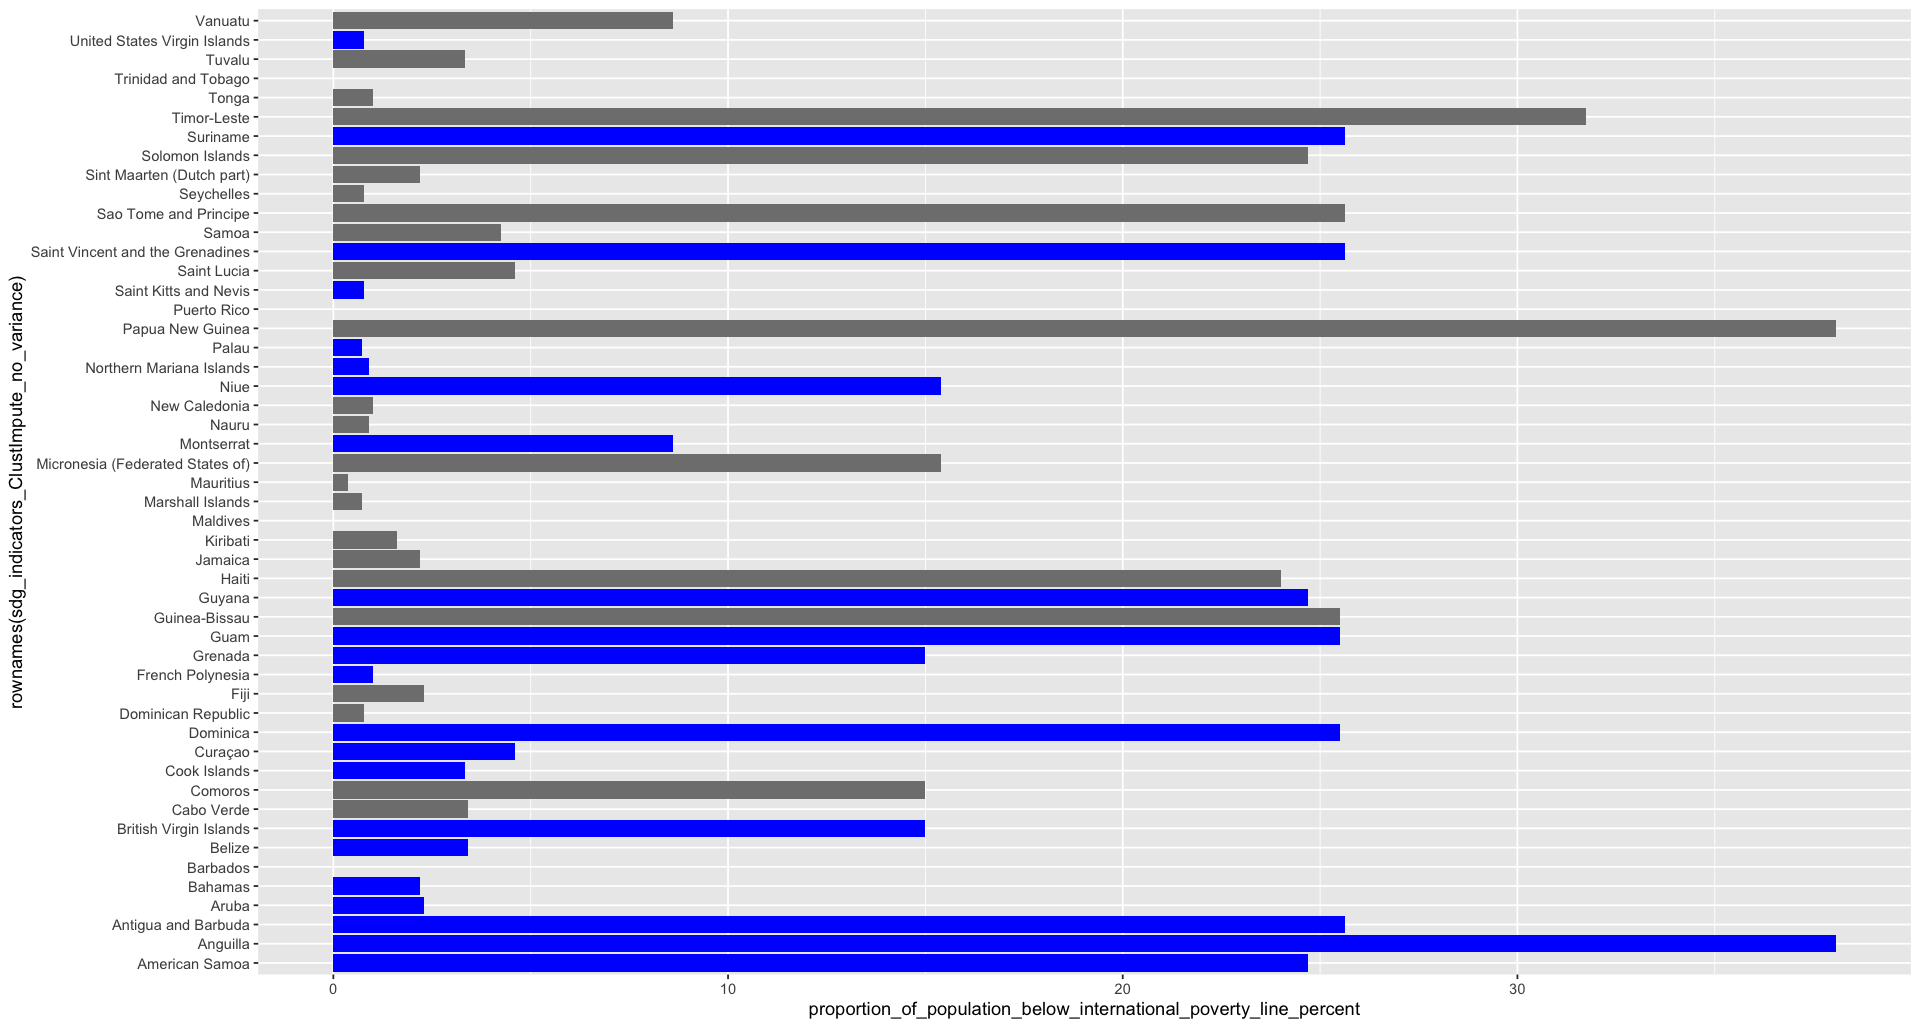 Vanuatu
United States Virgin Islands
Tuvalu
Trinidad and Tobago
Tonga
Timor-Leste
Suriname
Solomon Islands
Sint Maarten (Dutch part)
Seychelles
Sao Tome and Principe
Samoa
Saint Vincent and the Grenadines
Saint Lucia
Saint Kitts and Nevis
Puerto Rico
Papua New Guinea
Palau
Northern Mariana Islands
Niue
New Caledonia
Nauru
Montserrat
Micronesia (Federated States of)
Mauritius
Marshall Islands
Maldives
Kiribati
Jamaica
Haiti
Guyana
Guinea-Bissau
Guam
Grenada
French Polynesia
Fiji
Dominican Republic
Dominica
Curaçao
Cook Islands
Comoros
Cabo Verde
British Virgin Islands
Belize
Barbados
Bahamas
Aruba
Antigua and Barbuda
Anguilla
American Samoa
0 10 20 30
proportion_of_population_below_international_poverty_line_percent
rownames(sdg_indicators_ClustImpute_no_variance)